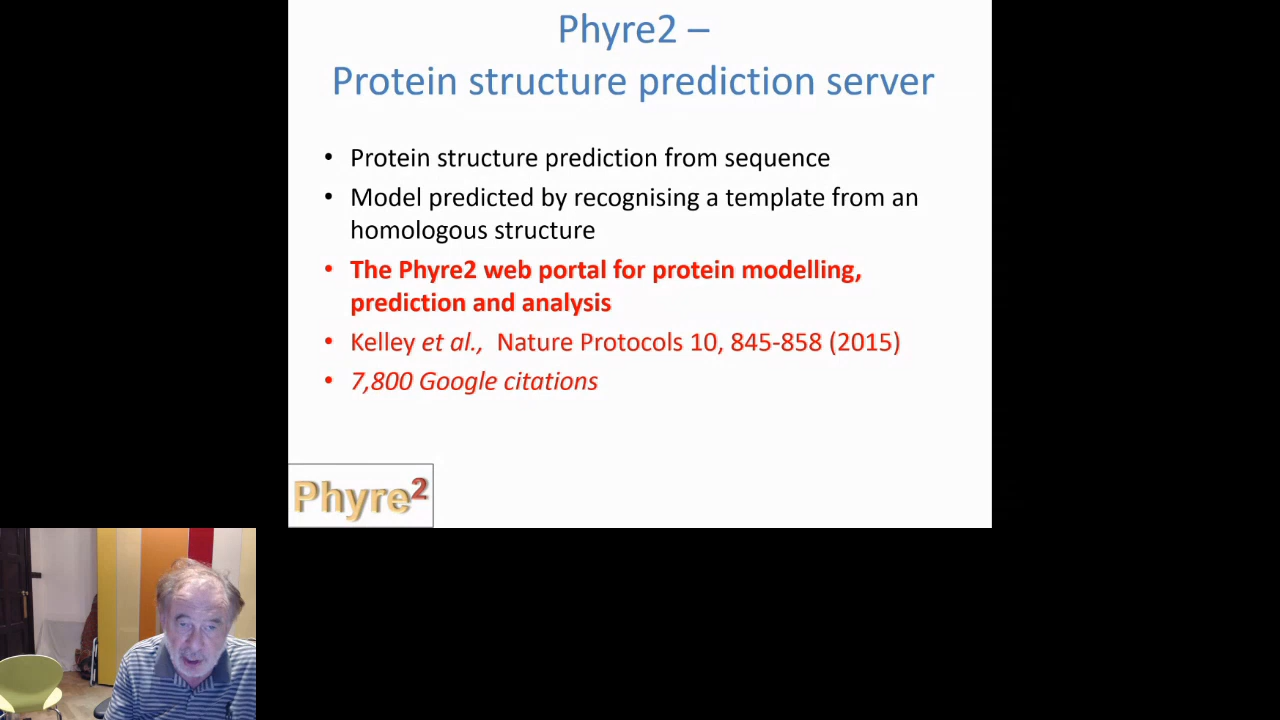 Phyre2 –
Protein structure prediction server
• Protein structure prediction from sequence
• Model predicted by recognising a template from an
homologous structure
• The Phyre2 web portal for protein modelling,
prediction and analysis
• Kelley et al., Nature Protocols 10, 845-858 (2015)
• 7,800 Google citations
Phyre2